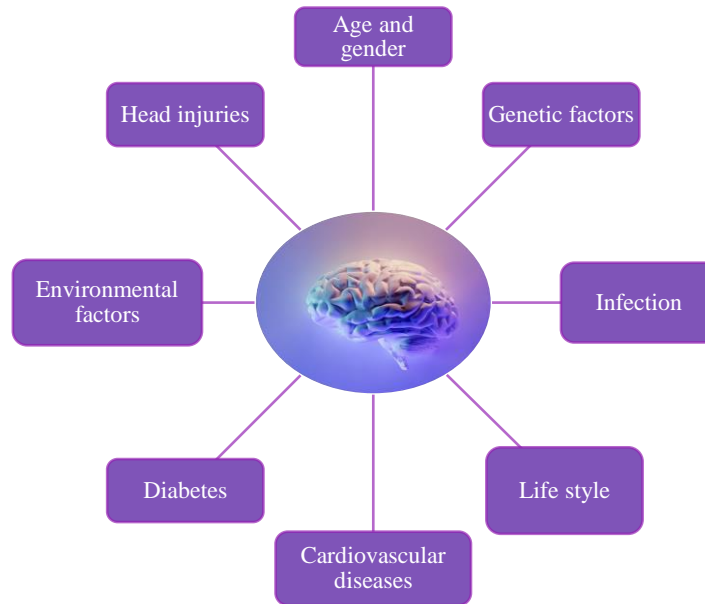 Age and
gender
Head injuries
Genetic factors
Environmental
factors
Infection
Diabetes
Life style
Cardiovascular
diseases